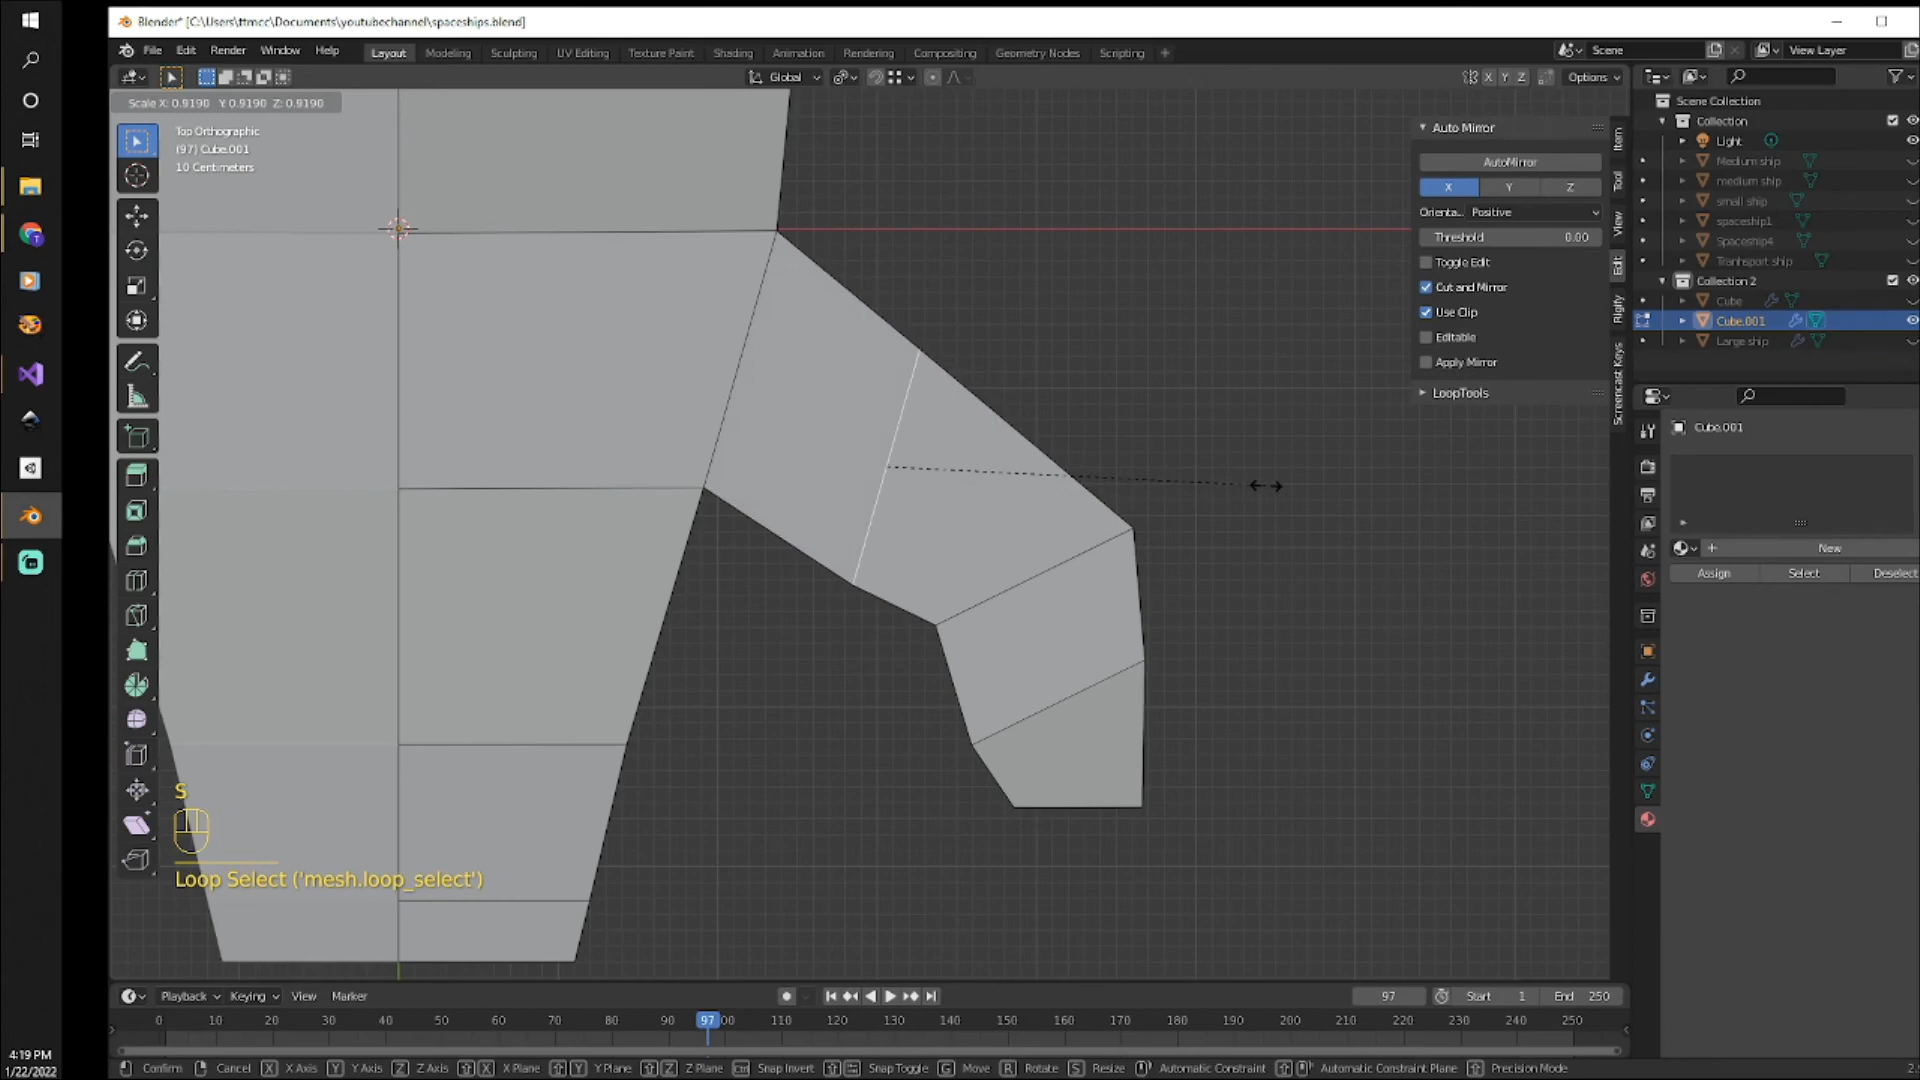 Blender* [C:\Users\ttmcc\Documents\youtubechannel\spaceships.blend]
File Edit Render Window Help Layout Modeling Sculpting UV Editing Texture Paint Shading Animation Rendering Compositing Geometry Nodes Scripting + Scene View Layer
Global X Y Z Options
Scale X: 0.9190 Y 0.9190 Z: 0.9190
Top Orthographic
(97) Cube.001
10 Centimeters
Auto Mirror
AutoMirror
X Y Z
Orienta... Positive
Threshold 0.00
Toggle Edit
Cut and Mirror
Use Clip
Editable
Apply Mirror
LoopTools
Item
Tool
View
Edit
Rigify
Screencast Keys
Scene Collection
Collection
Light
Medium ship
medium ship
small ship
spaceship1
Spaceship4
Tranhsport ship
Collection 2
Cube
Cube.001
Large ship
Cube.001
New
Assign Select Deselect
S
Loop Select ('mesh.loop_select')
Playback Keying View Marker 97 Start 1 End 250
0 10 20 30 40 50 60 70 80 90 97 00 110 120 130 140 150 160 170 180 190 200 210 220 230 240 250
Confirm Cancel X X Axis Y Y Axis Z Z Axis X X Plane Y Y Plane Z Z Plane Snap Invert Snap Toggle G Move R Rotate S Resize Automatic Constraint Automatic Constraint Plane Precision Mode 2.
4:19 PM
1/22/2022